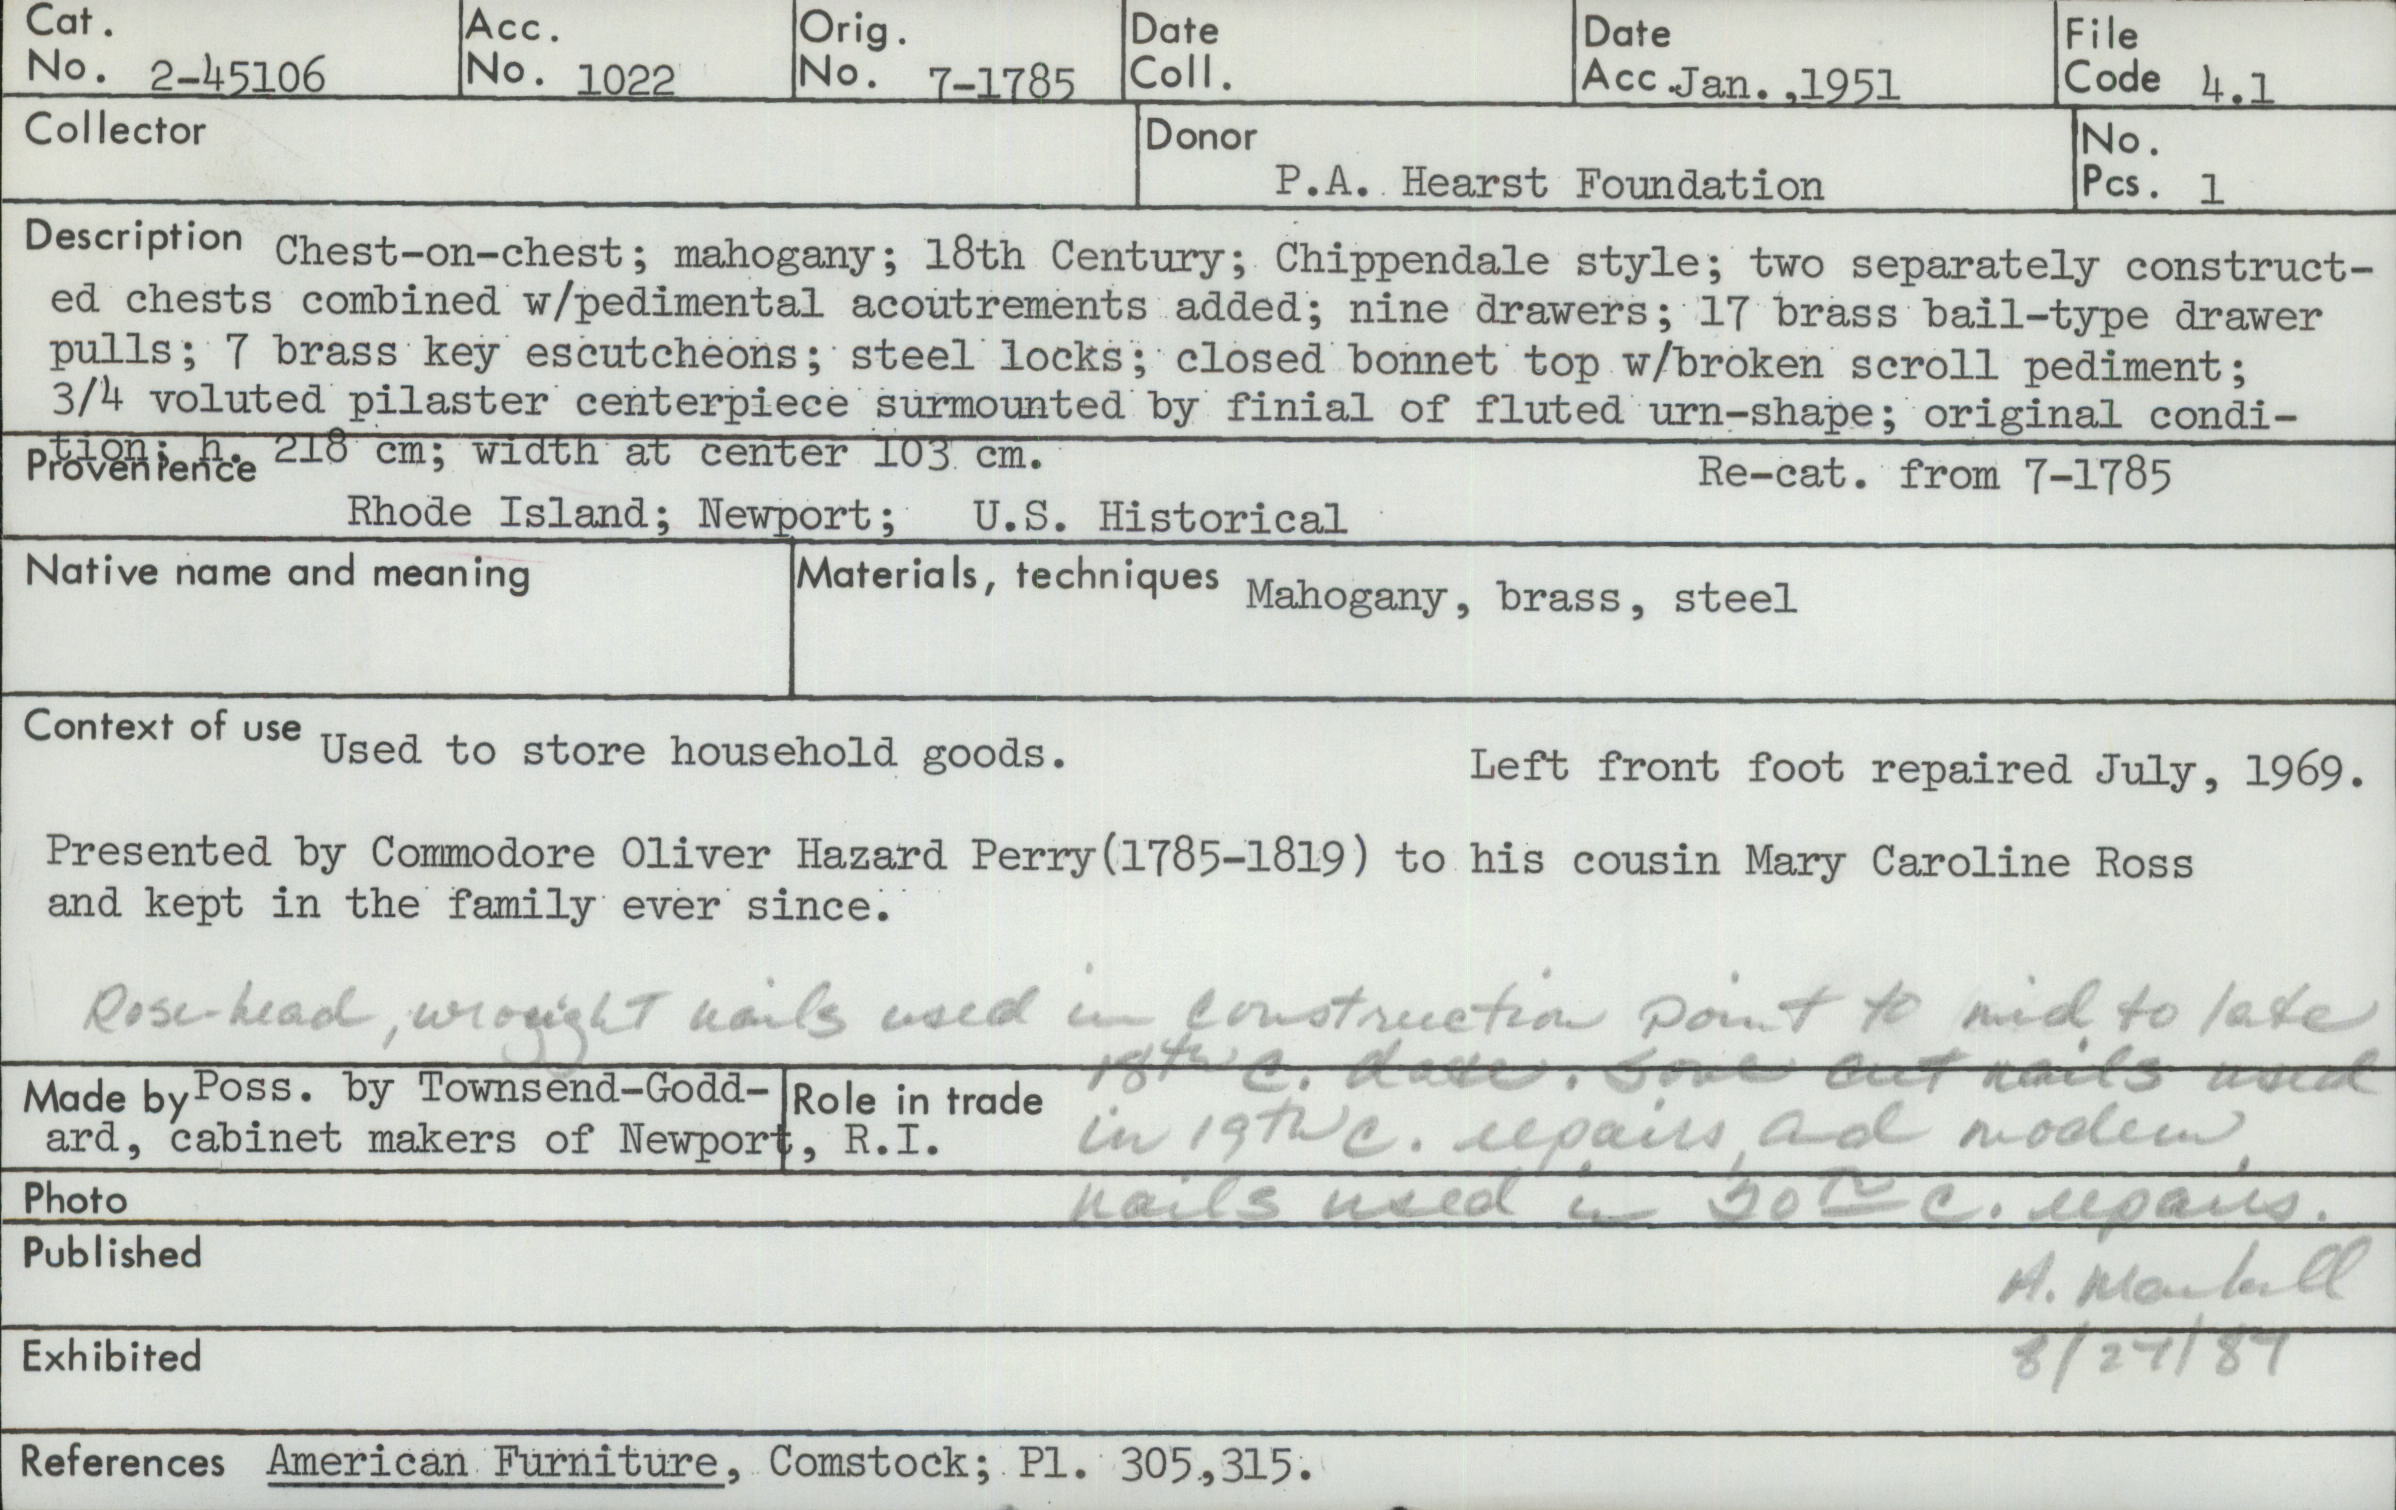 Cat. No. 2-45106
Acc. No. 1022
Orig. No. 7-1785
Date Coll.
Date Acc. Jan.,1951
File Code 4.1
Collector
Donor P.A. Hearst Foundation
No. Pcs. 1
Description Chest-on-chest; mahogany; 18th Century; Chippendale style; two separately construct-
ed chests combined w/pedimental acoutrements added; nine drawers; 17 brass bail-type drawer
pulls; 7 brass key escutcheons; steel locks; closed bonnet top w/broken scroll pediment;
3/4 voluted pilaster centerpiece surmounted by finial of fluted urn-shape; original condi-
tion; h. 218 cm; width at center 103 cm.
Provenience
Re-cat. from 7-1785
Rhode Island; Newport; U.S. Historical
Native name and meaning
Materials, techniques Mahogany, brass, steel
Context of use Used to store household goods.
Left front foot repaired July, 1969.
Presented by Commodore Oliver Hazard Perry(1785-1819) to his cousin Mary Caroline Ross
and kept in the family ever since.
Rose-head, wrought nails used in construction point to mid to late
18th c. date. Some cut nails used
in 19th c. repairs, and modern
nails used in 20th c. repairs.
Made by Poss. by Townsend-Godd-
ard, cabinet makers of Newport, R.I.
Role in trade
Photo
Published
Exhibited
References American Furniture, Comstock; Pl. 305,315.